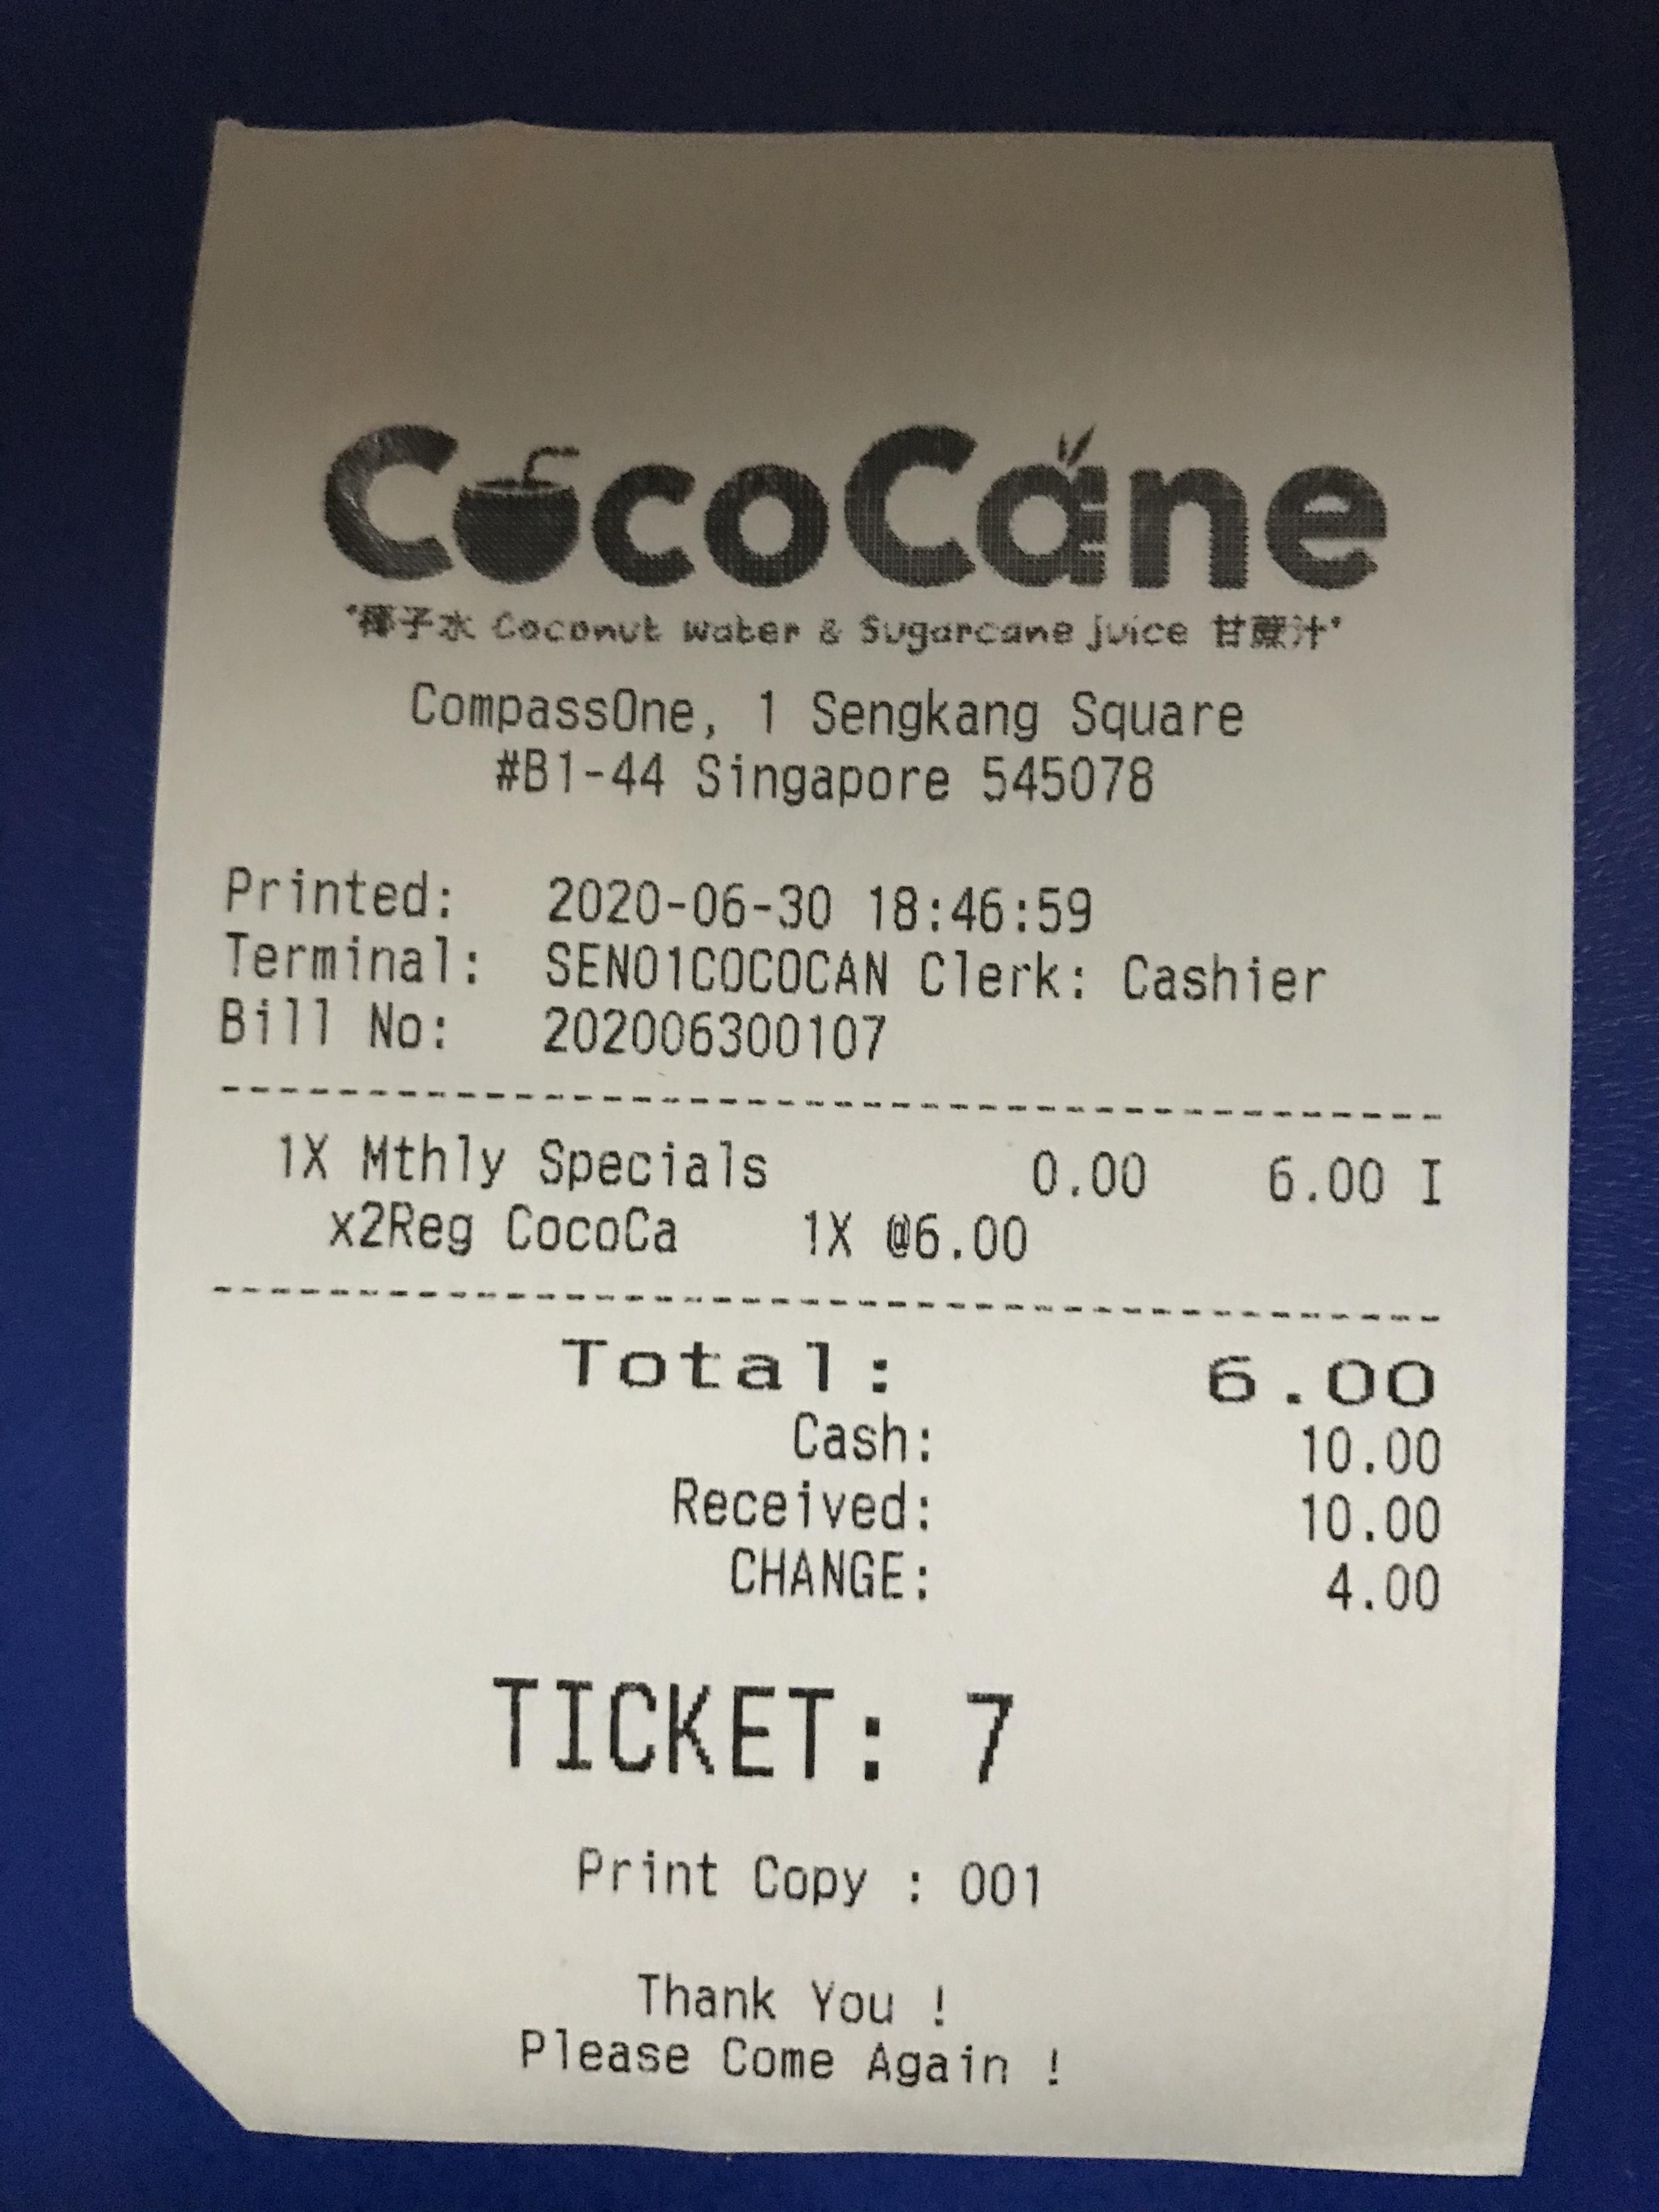 CocoCane
"椰子水 Coconut water & Sugarcane juice 甘蔗汁"
CompassOne, 1 Sengkang Square
#B1-44 Singapore 545078
Printed: 2020-06-30 18:46:59
Terminal: SEN01COCOCAN Clerk: Cashier
Bill No: 202006300107
1X Mthly Specials 0.00 6.00 I
x2Reg CocoCa 1X @6.00
Total: 6.00
Cash: 10.00
Received: 10.00
CHANGE: 4.00
TICKET: 7
Print Copy : 001
Thank You !
Please Come Again !